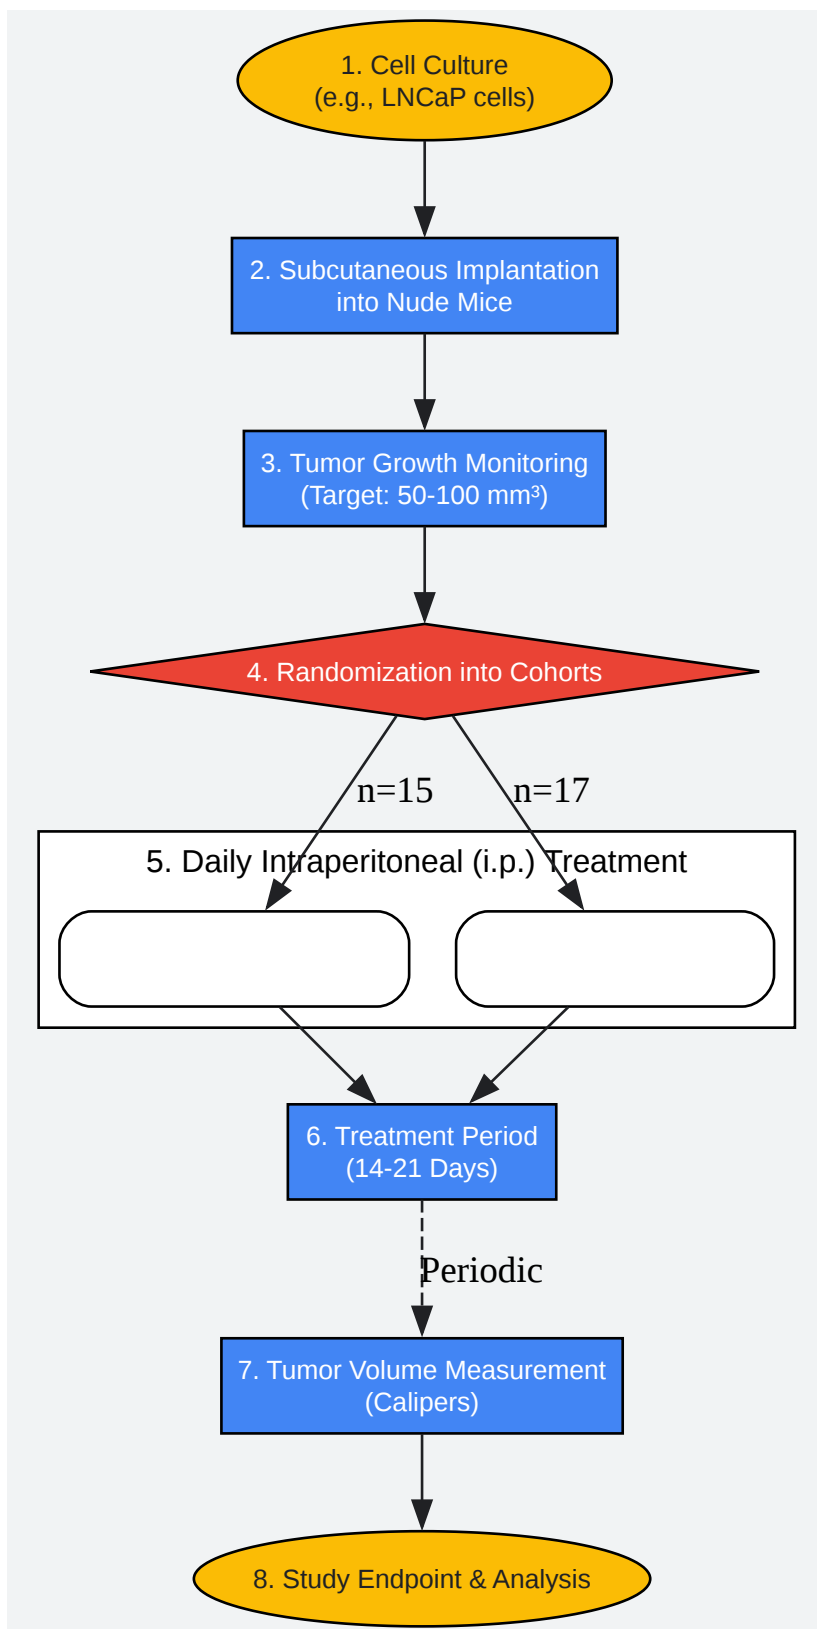 1. Cell Culture
(e.g., LNCaP cells)
2. Subcutaneous Implantation
into Nude Mice
3. Tumor Growth Monitoring
(Target: 50-100 mm³)
4. Randomization into Cohorts
n=15
n=17
5. Daily Intraperitoneal (i.p.) Treatment
6. Treatment Period
(14-21 Days)
Periodic
7. Tumor Volume Measurement
(Calipers)
8. Study Endpoint & Analysis